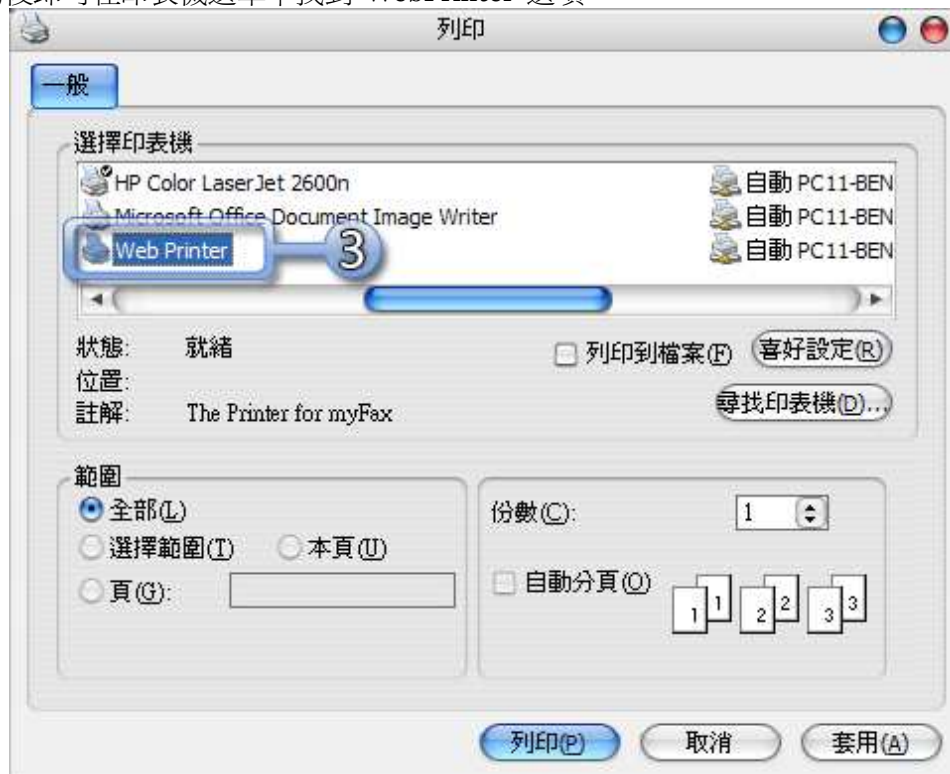 列印
一般
選擇印表機
HP Color LaserJet 2600n 自動 PC11-BEN
Microsoft Office Document Image Writer 自動 PC11-BEN
Web Printer 自動 PC11-BEN
3
狀態: 就緒 列印到檔案(F) 喜好設定(R)
位置:
註解: The Printer for myFax 尋找印表機(D)...
範圍
全部(L) 份數(C): 1
選擇範圍(T) 本頁(U)
頁(G): 自動分頁(O)
1 1 2 2 3 3
列印(P) 取消 套用(A)